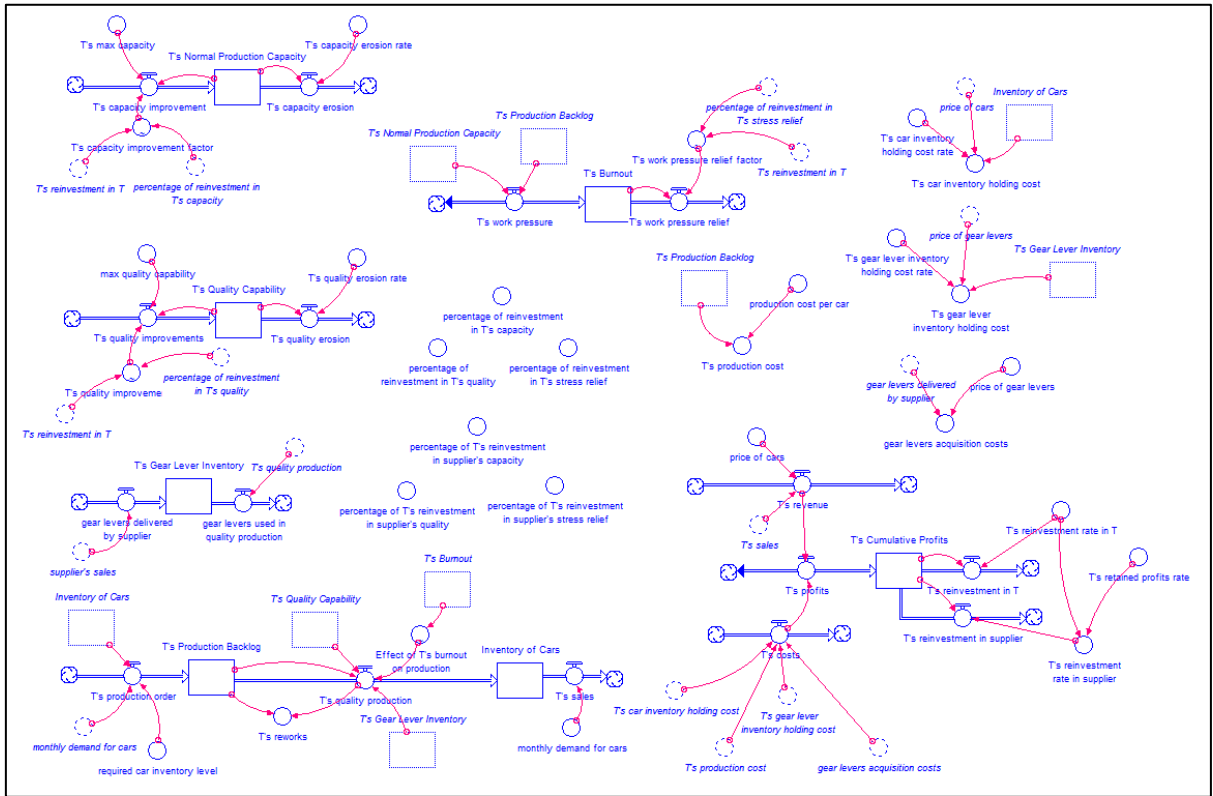 T's max capacity
T's Normal Production Capacity
T's capacity erosion rate
T's capacity improvement
T's capacity erosion
T's capacity improvement factor
T's reinvestment in T
percentage of reinvestment in
T's capacity
T's Normal Production Capacity
T's Production Backlog
percentage of reinvestment in
T's stress relief
T's work pressure relief factor
T's reinvestment in T
T's Burnout
T's work pressure
T's work pressure relief
price of cars
Inventory of Cars
T's car inventory
holding cost rate
T's car inventory holding cost
max quality capability
T's Quality Capability
T's quality erosion rate
T's quality improvements
T's quality erosion
T's quality improveme
percentage of reinvestment
in T's quality
T's reinvestment in T
percentage of reinvestment
in T's capacity
percentage of
reinvestment in T's quality
percentage of reinvestment
in T's stress relief
percentage of T's reinvestment
in supplier's capacity
percentage of T's reinvestment
in supplier's quality
percentage of T's reinvestment
in supplier's stress relief
T's Production Backlog
production cost per car
T's production cost
price of gear levers
T's gear lever inventory
holding cost rate
T's Gear Lever Inventory
T's gear lever
inventory holding cost
gear levers delivered
by supplier
price of gear levers
gear levers acquisition costs
T's Gear Lever Inventory
T's quality production
gear levers delivered
by supplier
gear levers used in
quality production
supplier's sales
Inventory of Cars
T's Production Backlog
T's Quality Capability
T's Burnout
Effect of T's burnout
on production
Inventory of Cars
T's production order
T's quality production
T's sales
T's Gear Lever Inventory
T's reworks
monthly demand for cars
required car inventory level
monthly demand for cars
price of cars
T's revenue
T's sales
T's Cumulative Profits
T's reinvestment rate in T
T's retained profits rate
T's profits
T's reinvestment in T
T's reinvestment in supplier
T's reinvestment
rate in supplier
T's costs
T's car inventory holding cost
T's gear lever
inventory holding cost
T's production cost
gear levers acquisition costs